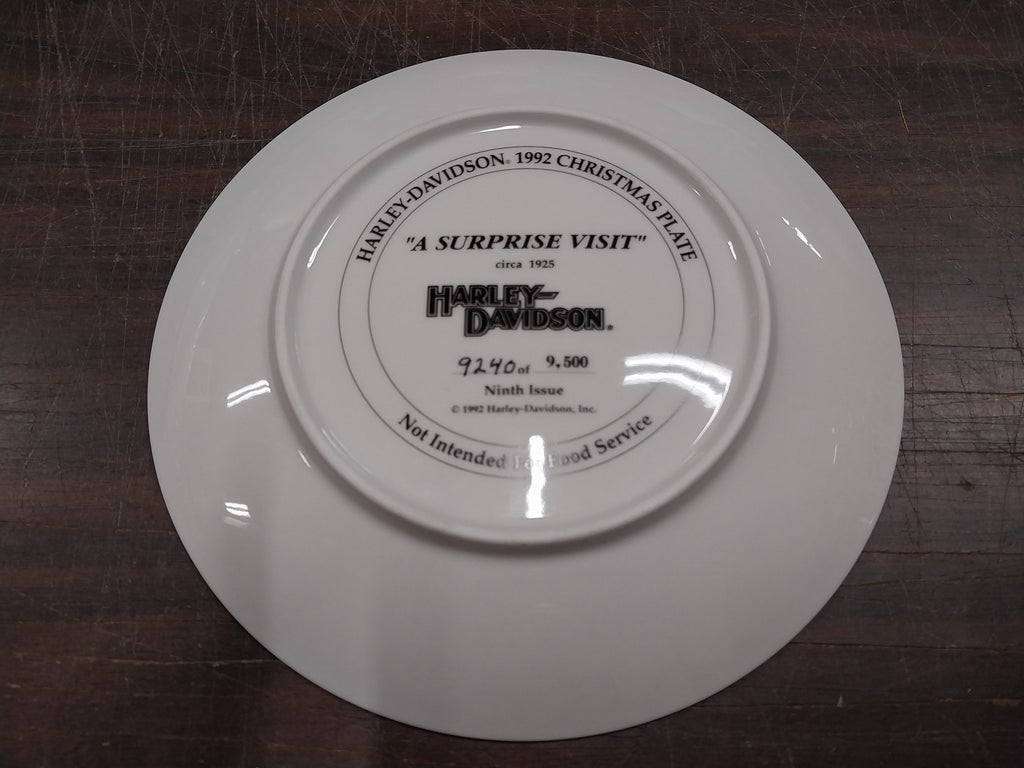 HARLEY-DAVIDSON® 1992 CHRISTMAS PLATE
"A SURPRISE VISIT"
circa 1925
HARLEY-
DAVIDSON®
9240 of 9,500
Ninth Issue
© 1992 Harley-Davidson, Inc.
Not Intended For Food Service